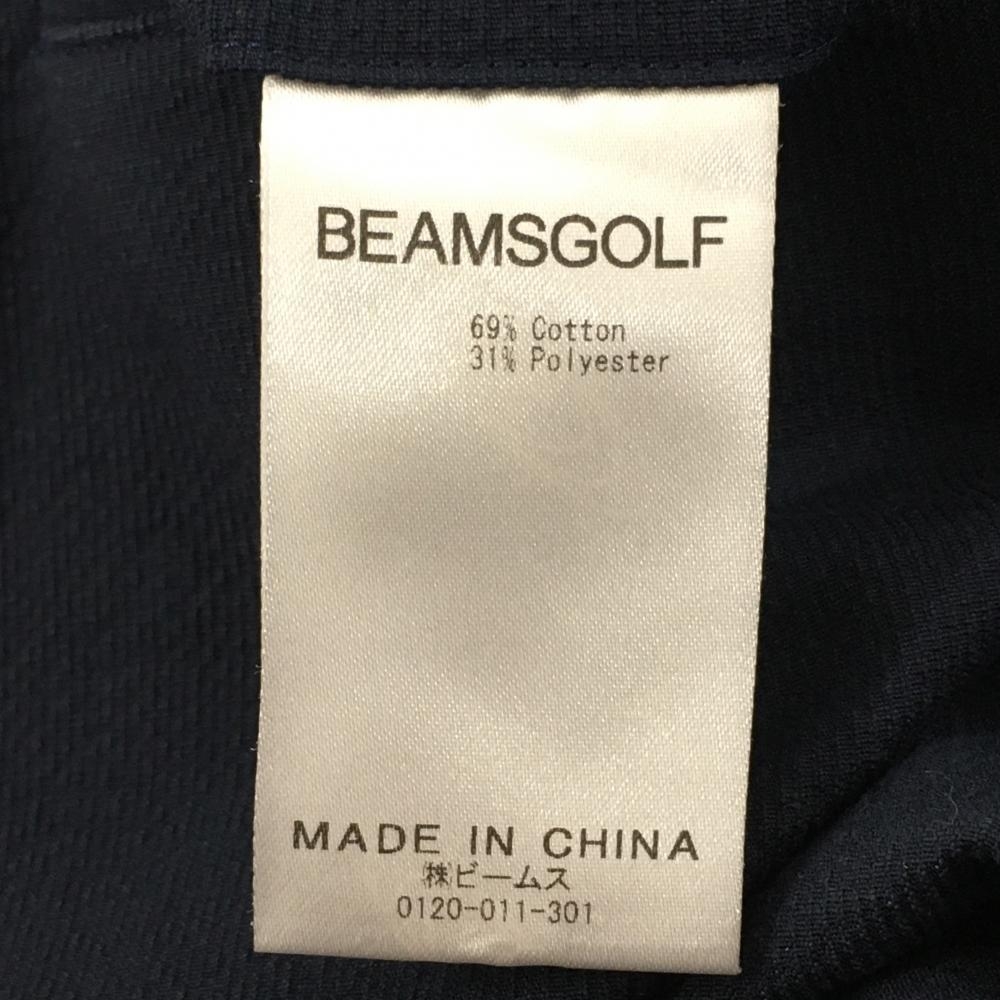 BEAMSGOLF
69% Cotton
31% Polyester
MADE IN CHINA
㈱ビームス
0120-011-301